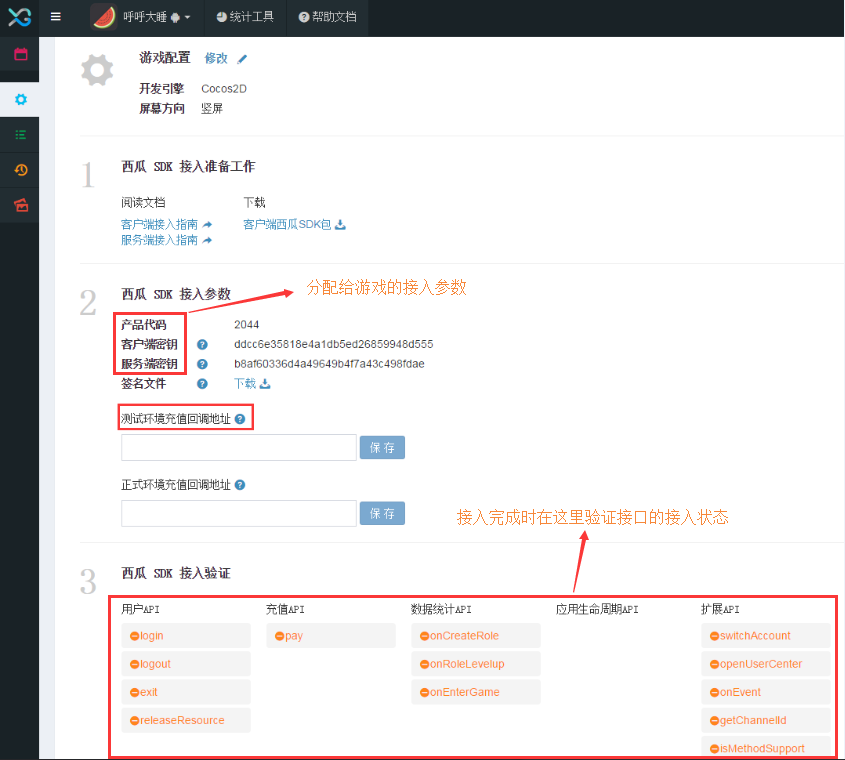 XG 呼呼大睡 统计工具 帮助文档
游戏配置 修改
开发引擎 Cocos2D
屏幕方向 竖屏
1 西瓜 SDK 接入准备工作
阅读文档 下载
客户端接入指南 客户端西瓜SDK包
服务端接入指南
分配给游戏的接入参数
2 西瓜 SDK 接入参数
产品代码 2044
客户端密钥 ddcc6e35818e4a1db5ed26859948d555
服务端密钥 b8af60336d4a49649b4f7a43c498fdae
签名文件 下载
测试环境充值回调地址
保 存
正式环境充值回调地址
保 存
接入完成时在这里验证接口的接入状态
3 西瓜 SDK 接入验证
用户API 充值API 数据统计API 应用生命周期API 扩展API
login pay onCreateRole switchAccount
logout onRoleLevelup openUserCenter
exit onEnterGame onEvent
releaseResource getChannelId
isMethodSupport